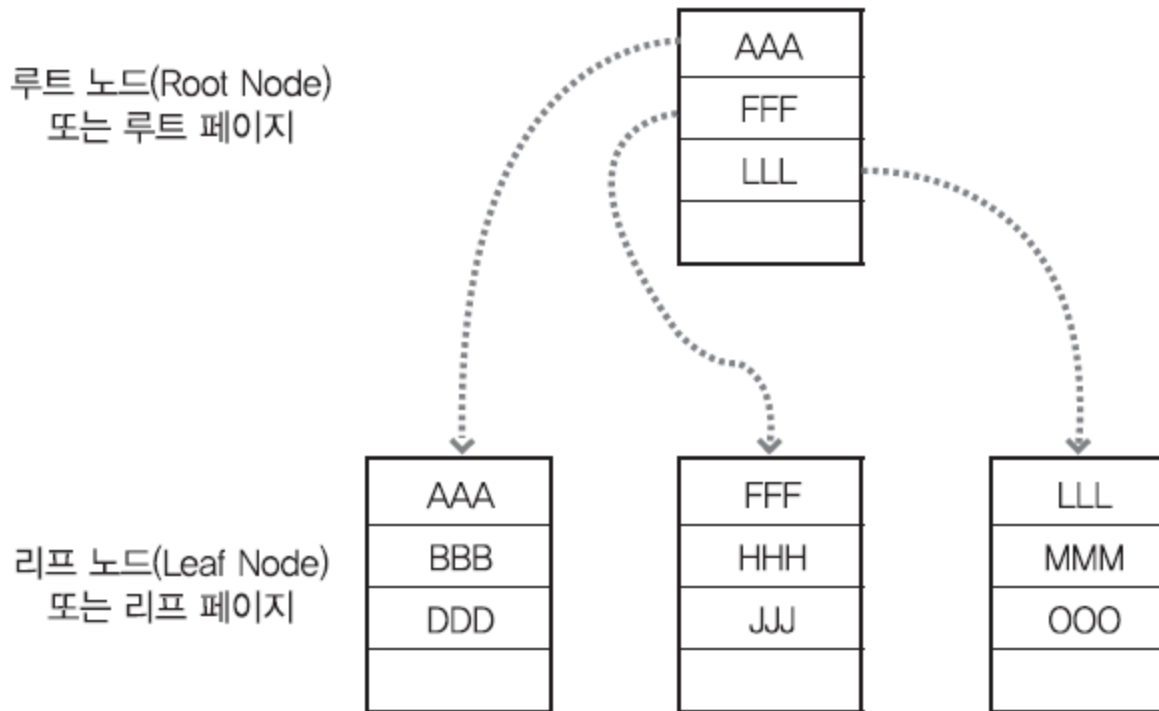 루트 노드(Root Node)
또는 루트 페이지
AAA
FFF
LLL
리프 노드(Leaf Node)
또는 리프 페이지
AAA
BBB
DDD
FFF
HHH
JJJ
LLL
MMM
OOO